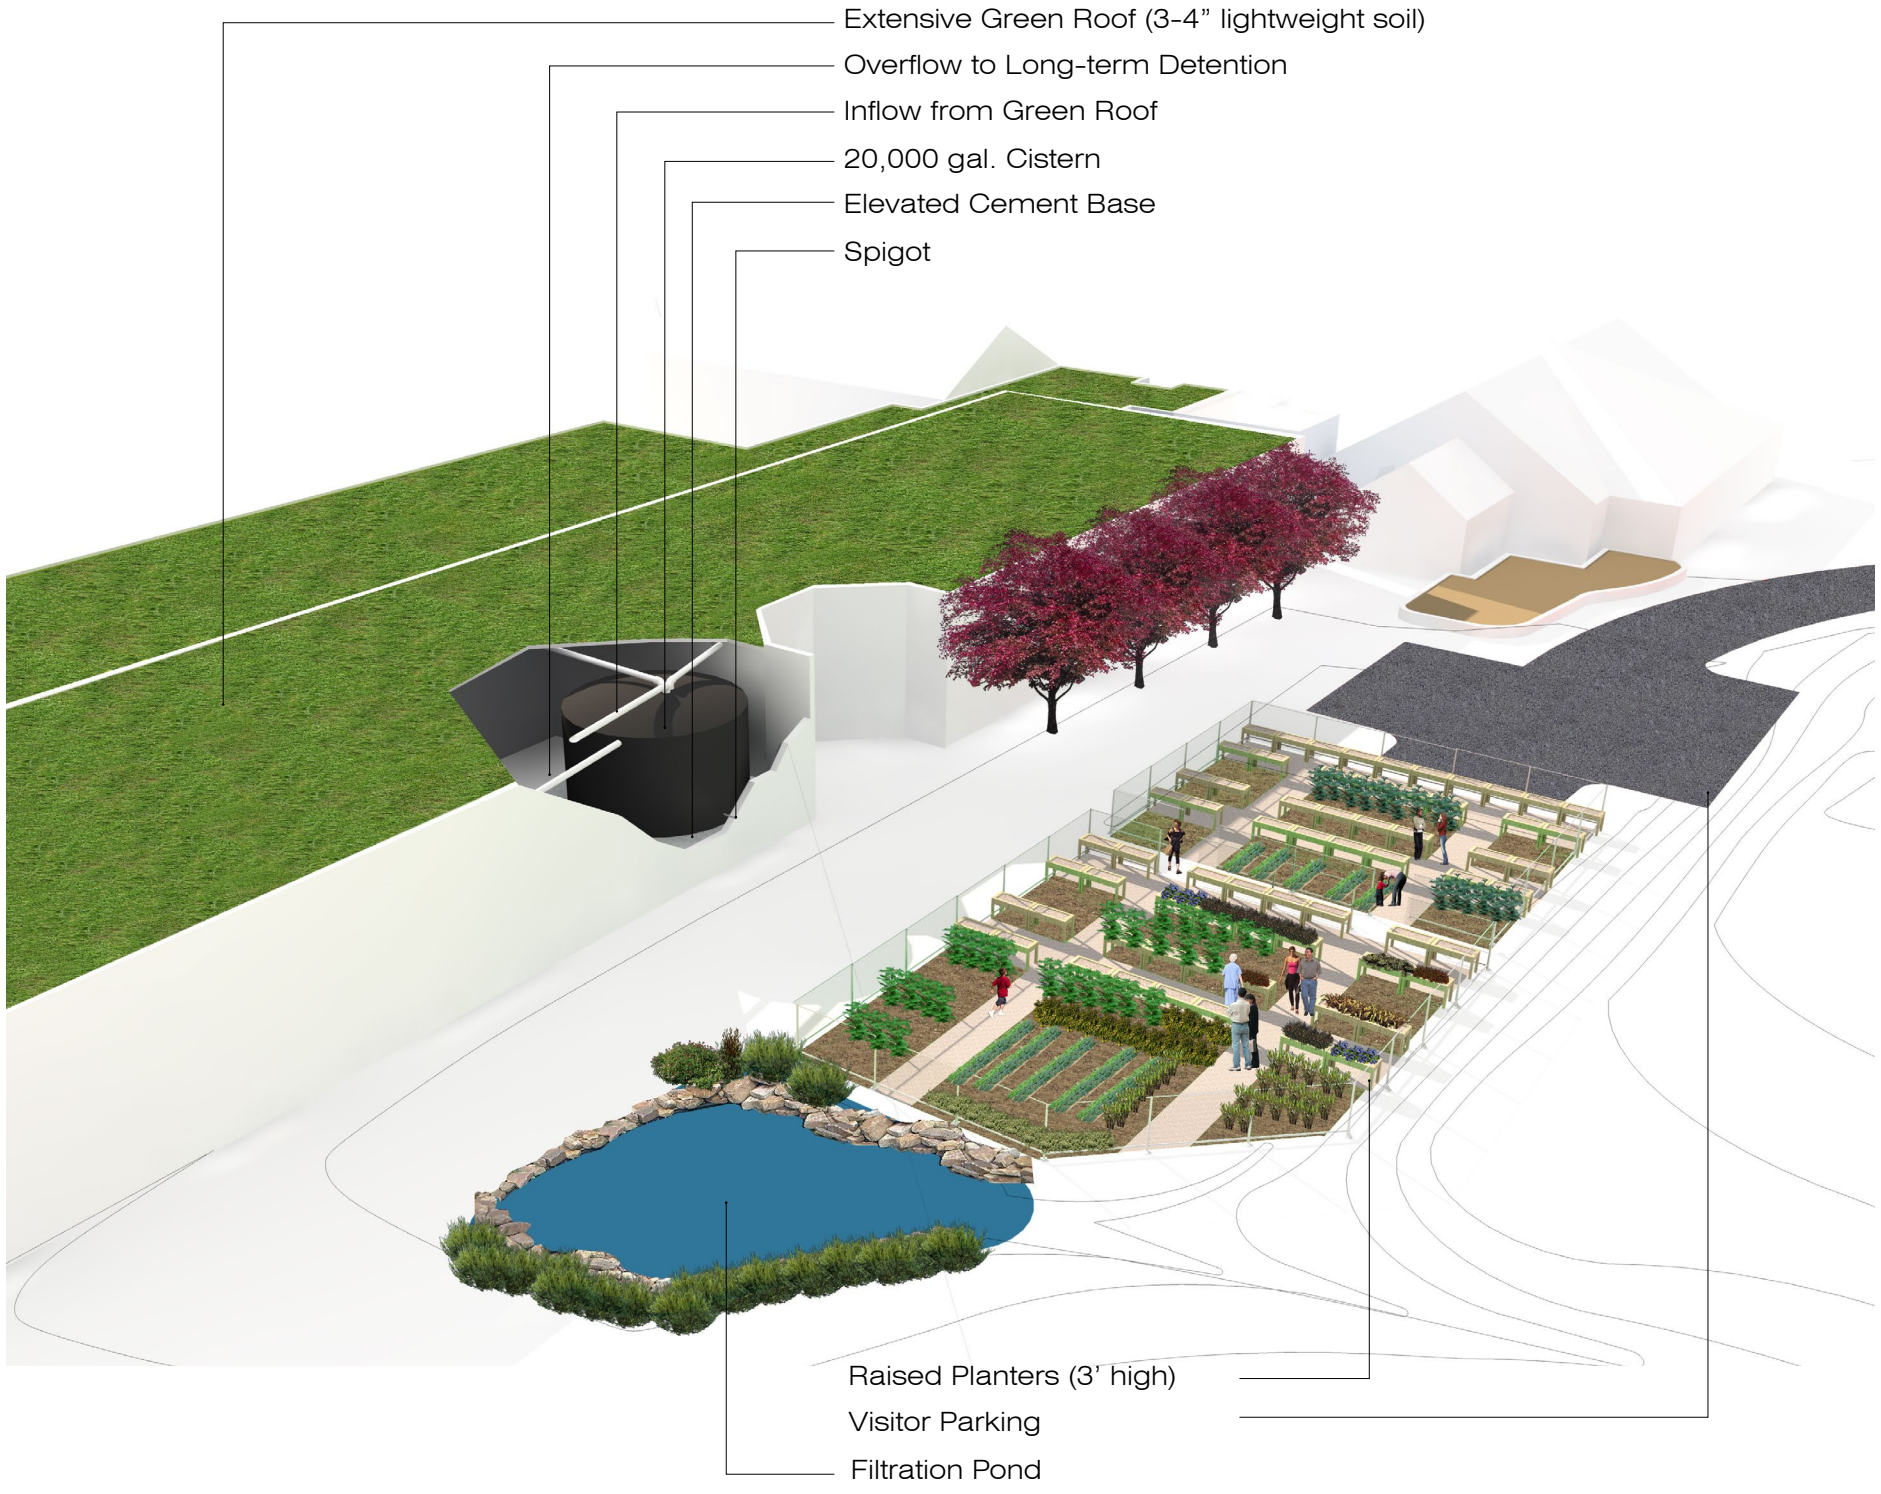 Extensive Green Roof (3-4” lightweight soil)
Overflow to Long-term Detention
Inflow from Green Roof
20,000 gal. Cistern
Elevated Cement Base
Spigot
Raised Planters (3’ high)
Visitor Parking
Filtration Pond